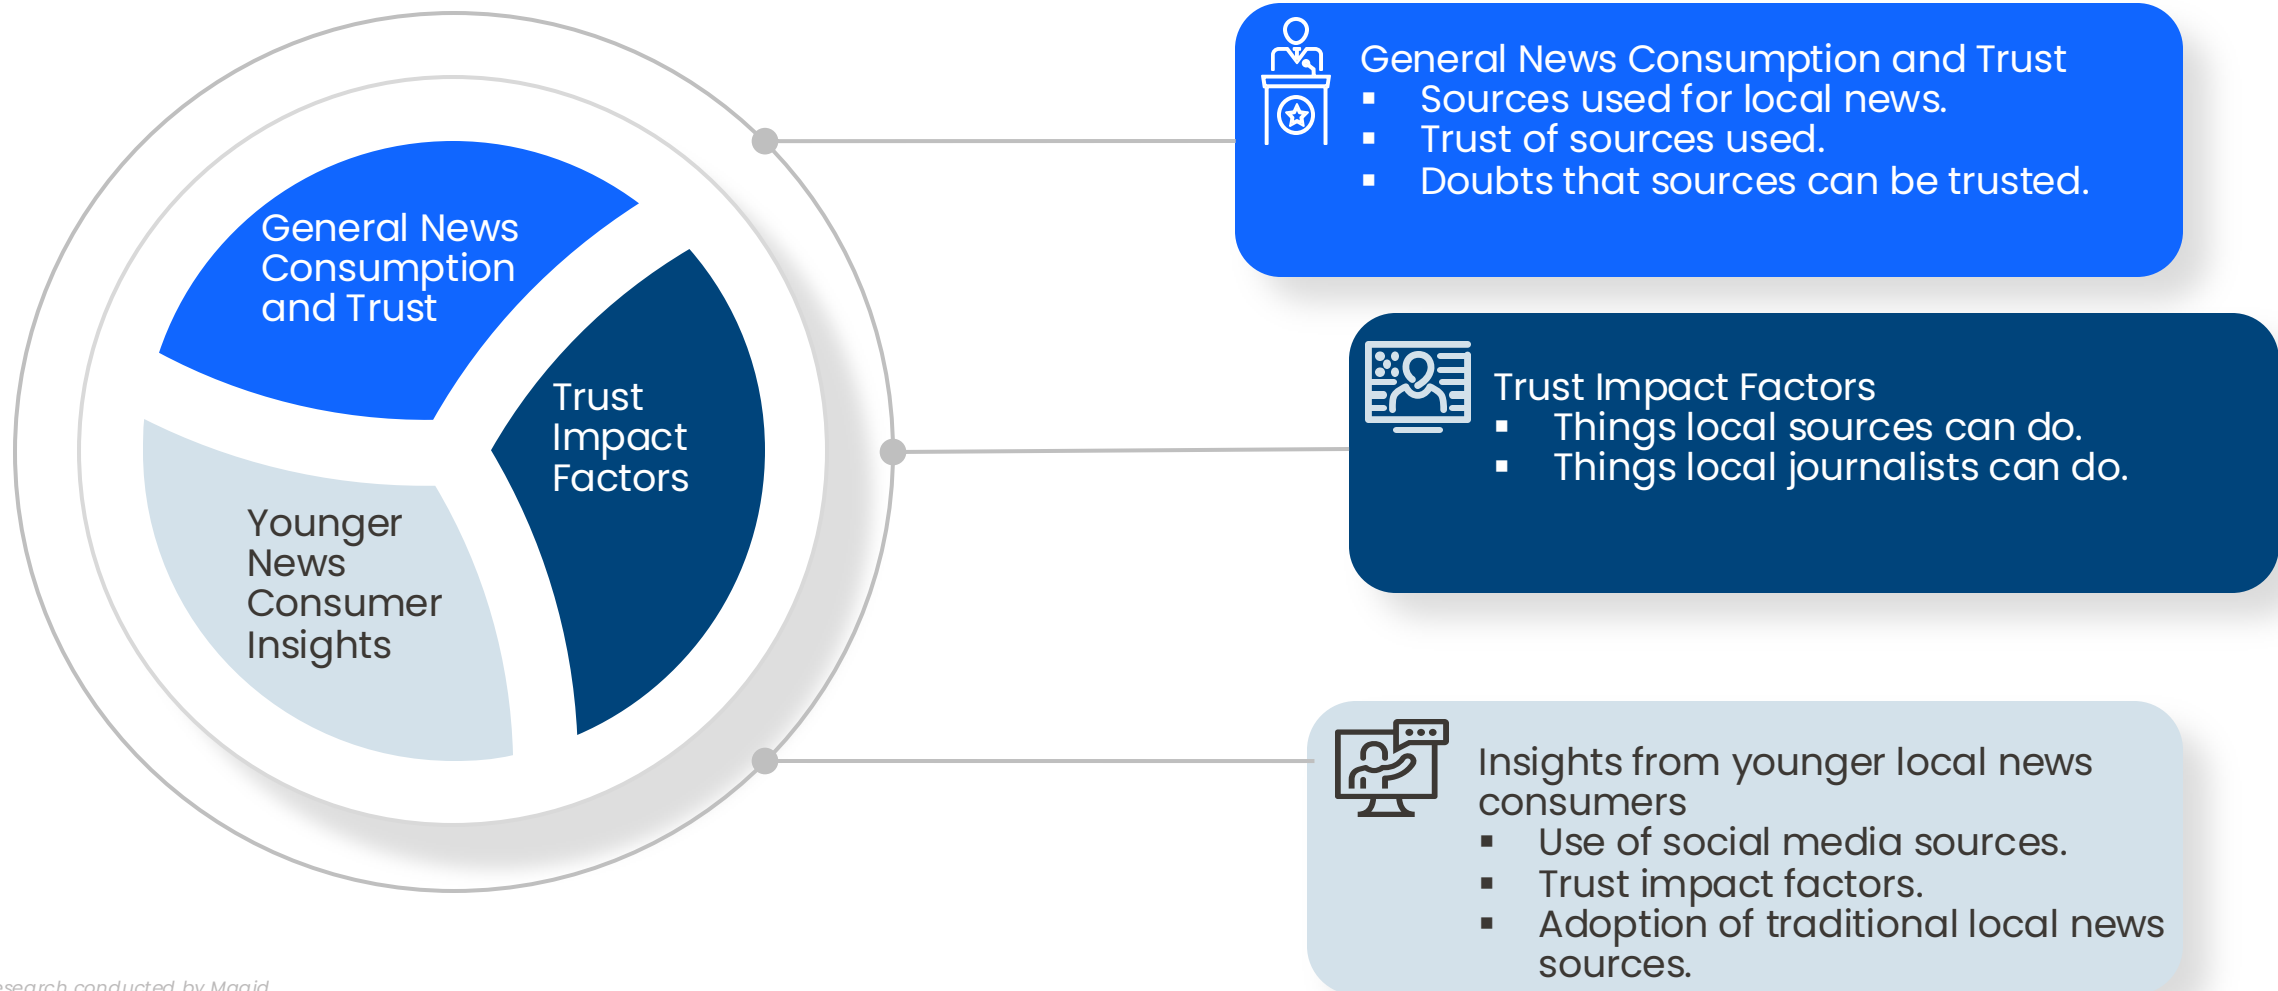 General News
Consumption
and Trust
Trust
Impact
Factors
Younger
News
Consumer
Insights
General News Consumption and Trust
▪ Sources used for local news.
▪ Trust of sources used.
▪ Doubts that sources can be trusted.
Trust Impact Factors
▪ Things local sources can do.
▪ Things local journalists can do.
Insights from younger local news
consumers
▪ Use of social media sources.
▪ Trust impact factors.
▪ Adoption of traditional local news
sources.
conducted by Magid